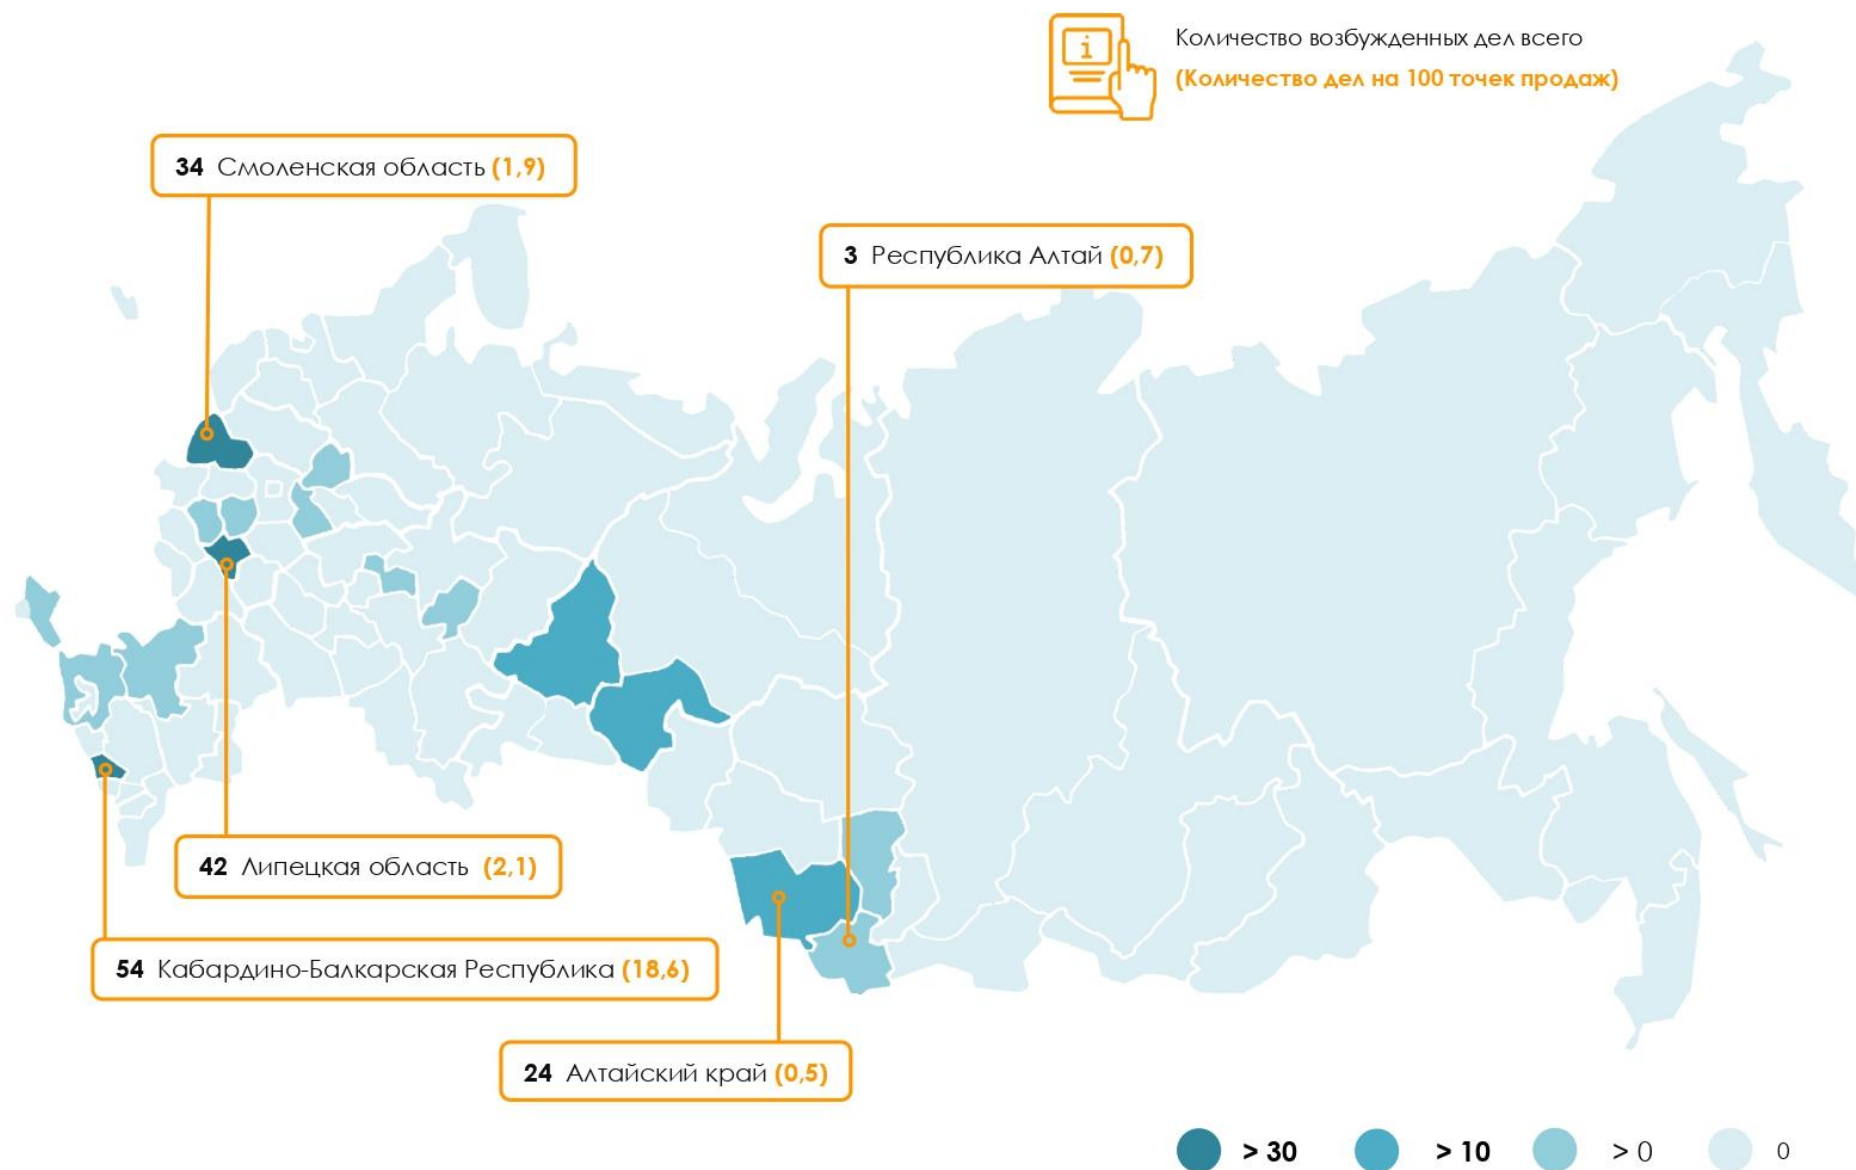 i
Количество возбужденных дел всего
(Количество дел на 100 точек продаж)
34 Смоленская область (1,9)
3 Республика Алтай (0,7)
42 Липецкая область (2,1)
54 Кабардино-Балкарская Республика (18,6)
24 Алтайский край (0,5)
> 30 > 10 > 0 0